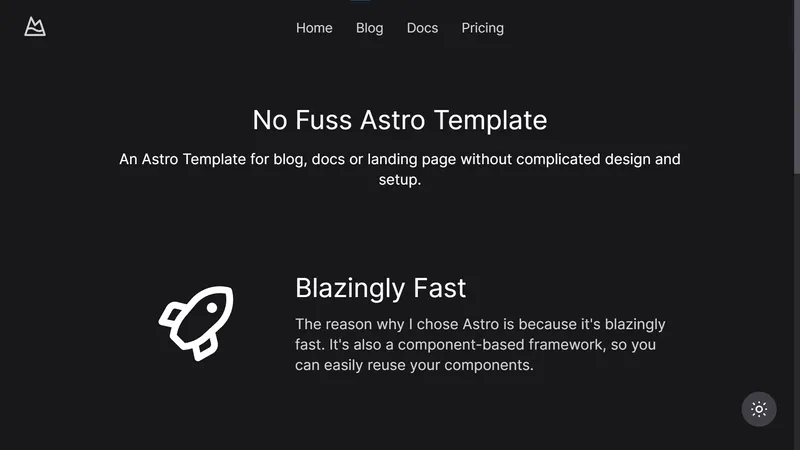 Home Blog Docs Pricing
No Fuss Astro Template
An Astro Template for blog, docs or landing page without complicated design and
setup.
Blazingly Fast
The reason why I chose Astro is because it's blazingly
fast. It's also a component-based framework, so you
can easily reuse your components.